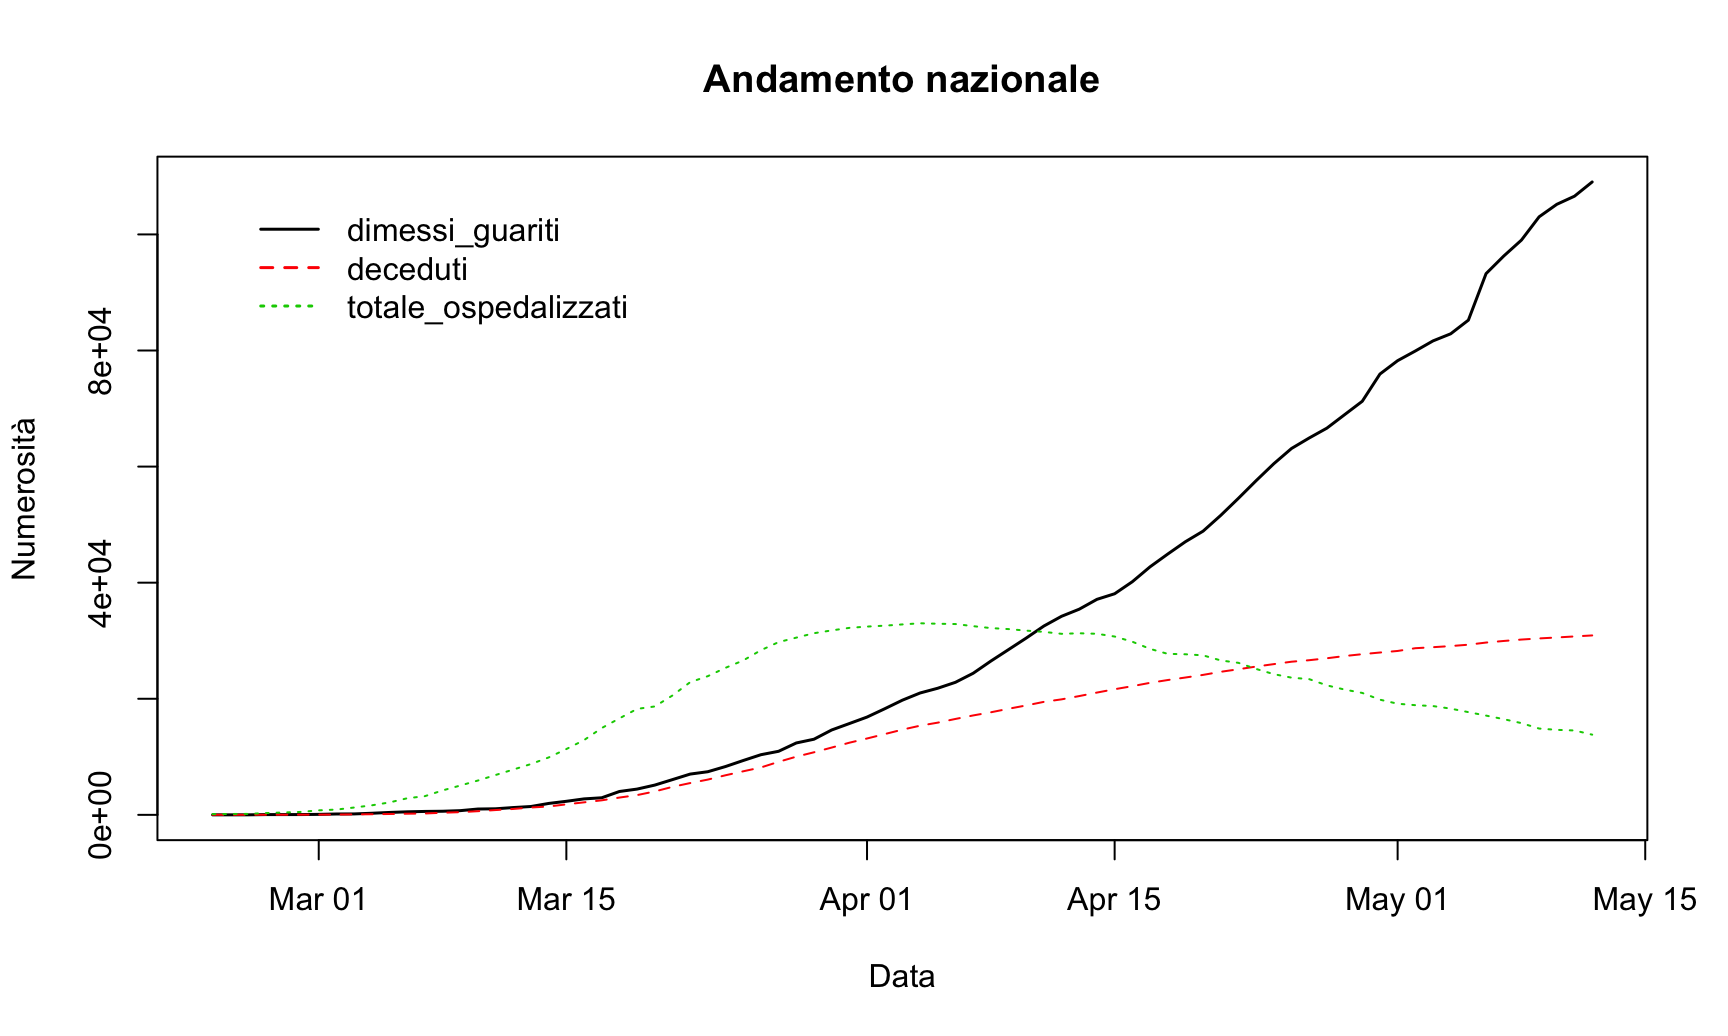 Andamento nazionale
dimessi_guariti
deceduti
totale_ospedalizzati
Numerosità
8e+04
4e+04
0e+00
Mar 01 Mar 15 Apr 01 Apr 15 May 01 May 15
Data